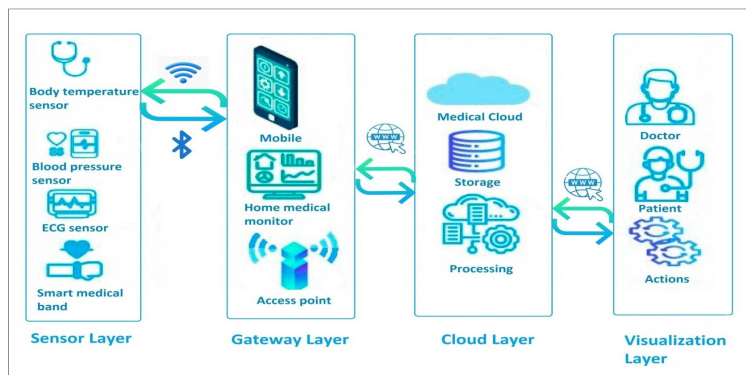 Body temperature
sensor
Blood pressure
sensor
ECG sensor
Smart medical
band
Sensor Layer
Mobile
Home medical
monitor
Access point
Gateway Layer
WWW
Medical Cloud
Storage
Processing
Cloud Layer
WWW
Doctor
Patient
Actions
Visualization
Layer